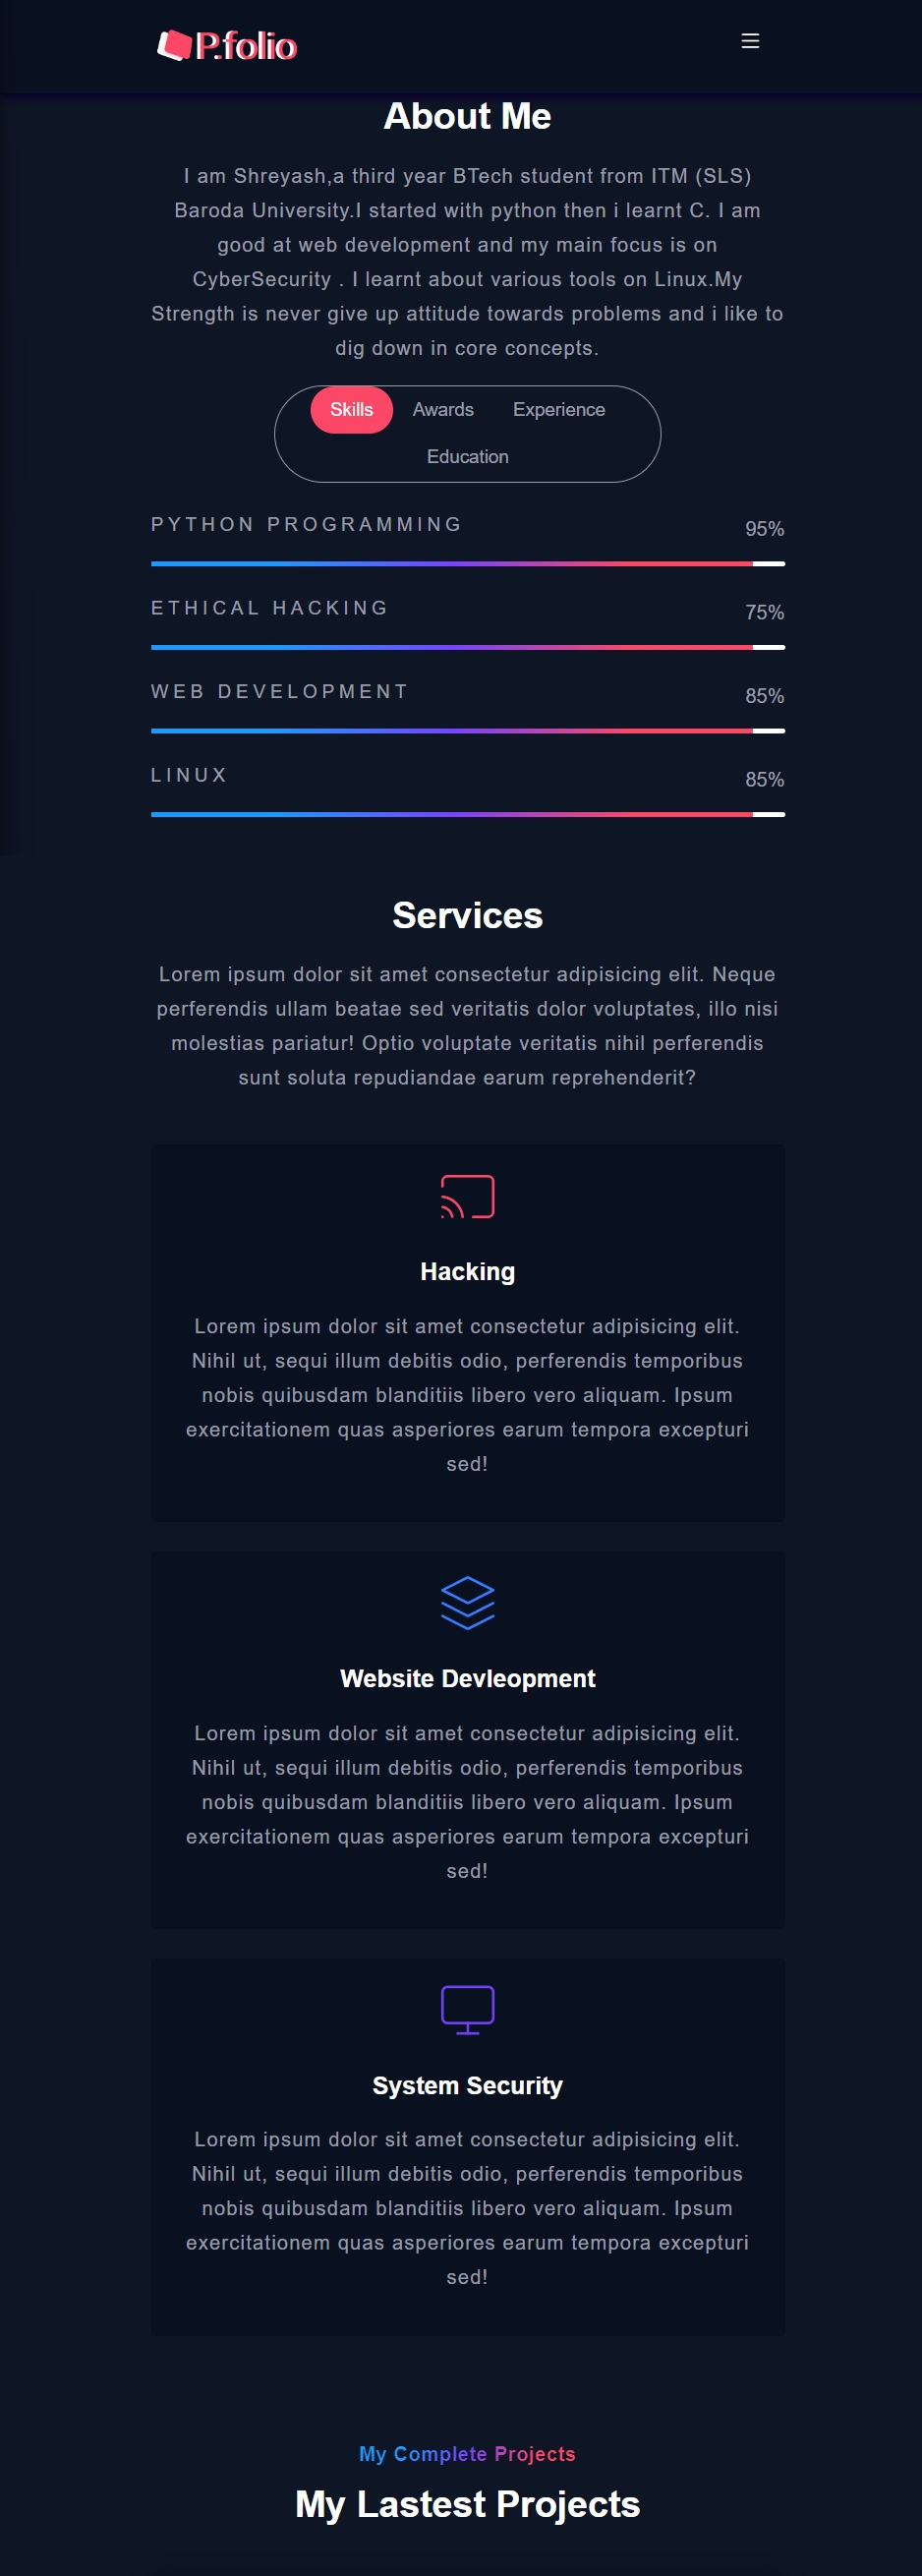 P.folio
About Me
I am Shreyash,a third year BTech student from ITM (SLS)
Baroda University.I started with python then i learnt C. I am
good at web development and my main focus is on
CyberSecurity . I learnt about various tools on Linux.My
Strength is never give up attitude towards problems and i like to
dig down in core concepts.
Skills Awards Experience
Education
PYTHON PROGRAMMING 95%
ETHICAL HACKING 75%
WEB DEVELOPMENT 85%
LINUX 85%
Services
Lorem ipsum dolor sit amet consectetur adipisicing elit. Neque
perferendis ullam beatae sed veritatis dolor voluptates, illo nisi
molestias pariatur! Optio voluptate veritatis nihil perferendis
sunt soluta repudiandae earum reprehenderit?
Hacking
Lorem ipsum dolor sit amet consectetur adipisicing elit.
Nihil ut, sequi illum debitis odio, perferendis temporibus
nobis quibusdam blanditiis libero vero aliquam. Ipsum
exercitationem quas asperiores earum tempora excepturi
sed!
Website Devleopment
Lorem ipsum dolor sit amet consectetur adipisicing elit.
Nihil ut, sequi illum debitis odio, perferendis temporibus
nobis quibusdam blanditiis libero vero aliquam. Ipsum
exercitationem quas asperiores earum tempora excepturi
sed!
System Security
Lorem ipsum dolor sit amet consectetur adipisicing elit.
Nihil ut, sequi illum debitis odio, perferendis temporibus
nobis quibusdam blanditiis libero vero aliquam. Ipsum
exercitationem quas asperiores earum tempora excepturi
sed!
My Complete Projects
My Lastest Projects